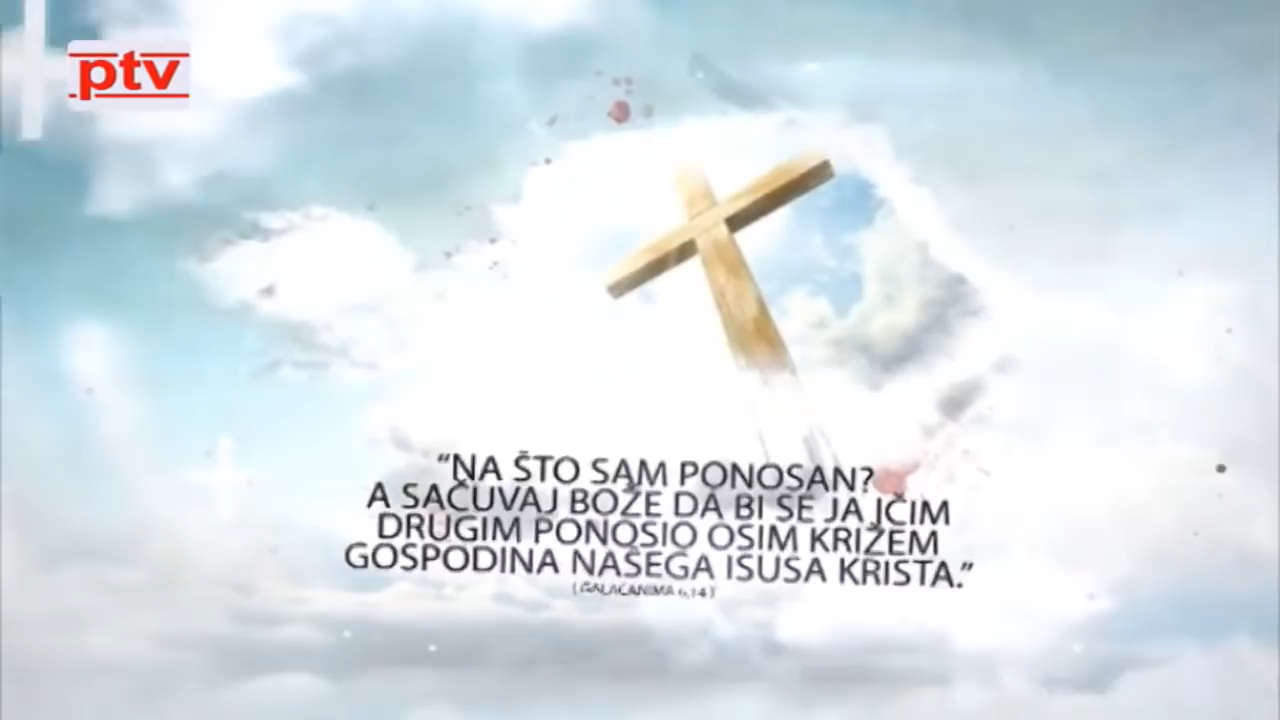 ptv
“NA ŠTO SAM PONOSAN?
A SAČUVAJ BOŽE DA BI SE JA IČIM
DRUGIM PONOSIO OSIM KRIŽEM
GOSPODINA NAŠEGA ISUSA KRISTA.”
(GALAĆANIMA 6,14)